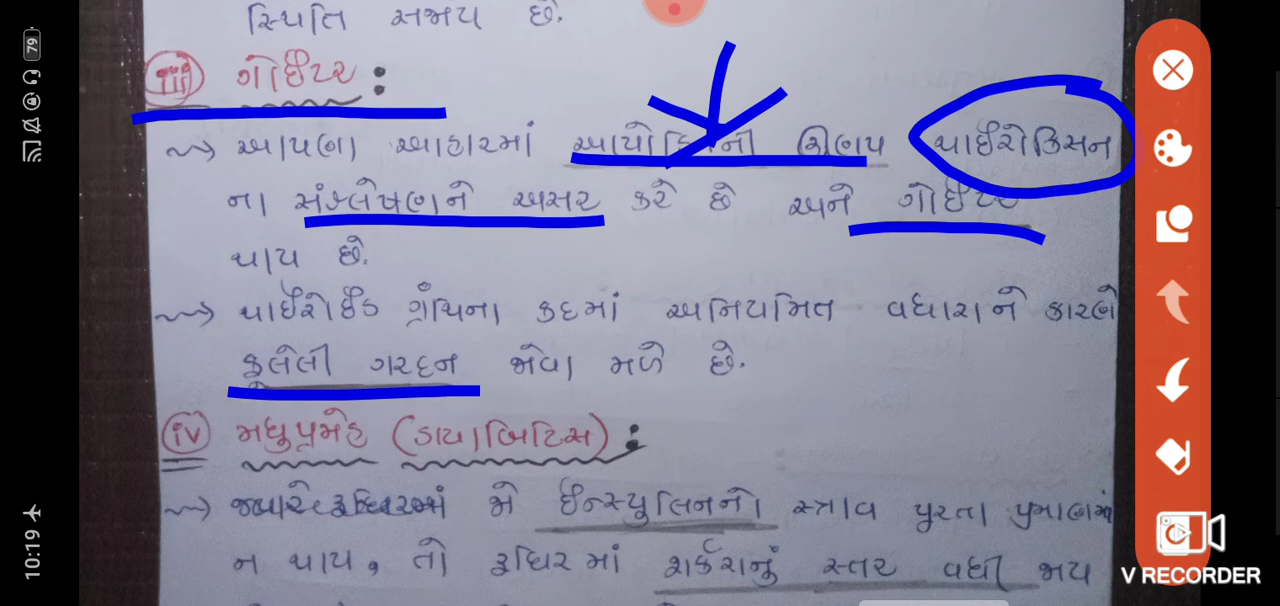 સ્થિતિ સર્જાય છે.
iii ગોઈટર :
આપણા આહારમાં આયોડિનની ઊણપ થાઈરોક્સિન
ના સંશ્લેષણને અસર કરે છે અને ગોઈટર
થાય છે.
થાઈરોઈડ ગ્રંથિના કદમાં અનિયમિત વધારાને કારણે
ફૂલેલી ગરદન જોવા મળે છે.
iv મધુપ્રમેહ (ડાયાબિટિસ) :
જ્યારે રૂધિરમાં જો ઈન્સ્યુલિનનો સ્ત્રાવ પૂરતા પ્રમાણમાં
ન થાય, તો રૂધિરમાં શર્કરાનું સ્તર વધી જાય
79
10:19
V RECORDER